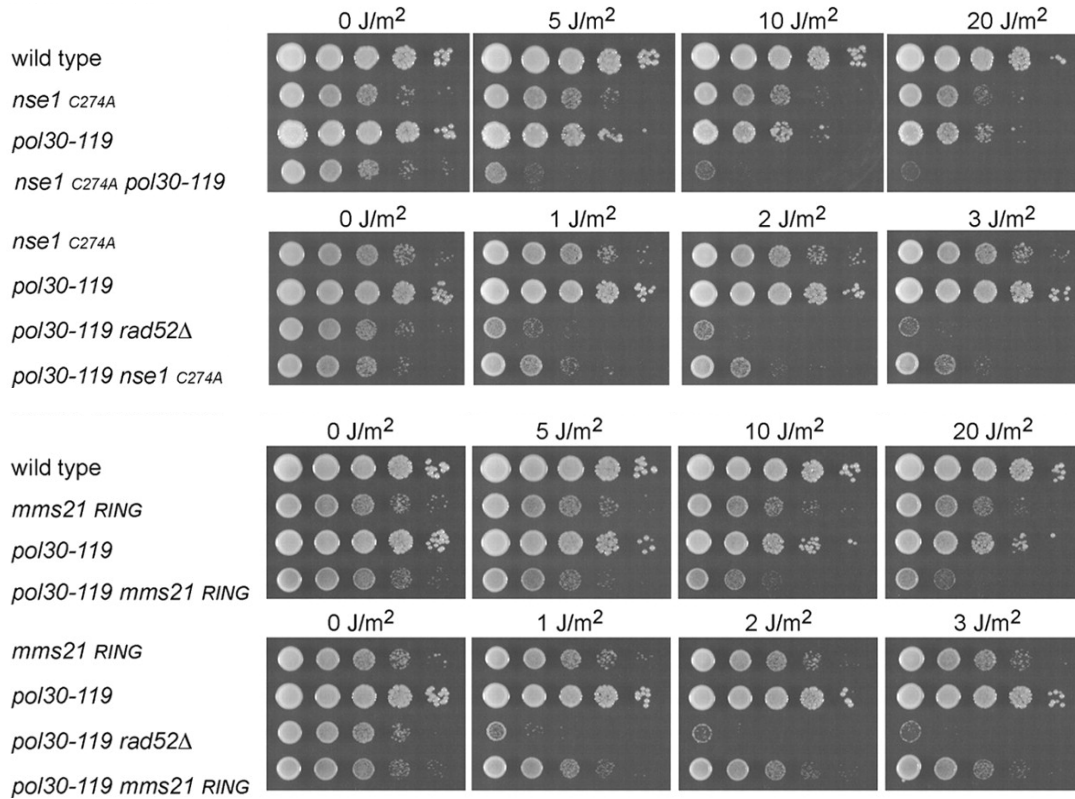 0 J/m² 5 J/m² 10 J/m² 20 J/m²
wild type
nse1 C274A
pol30-119
nse1 C274A pol30-119
0 J/m² 1 J/m² 2 J/m² 3 J/m²
nse1 C274A
pol30-119
pol30-119 rad52Δ
pol30-119 nse1 C274A
0 J/m² 5 J/m² 10 J/m² 20 J/m²
wild type
mms21 RING
pol30-119
pol30-119 mms21 RING
0 J/m² 1 J/m² 2 J/m² 3 J/m²
mms21 RING
pol30-119
pol30-119 rad52Δ
pol30-119 mms21 RING